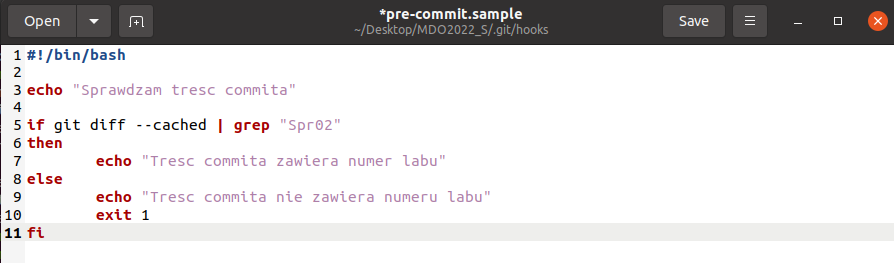 Open
*pre-commit.sample
~/Desktop/MDO2022_S/.git/hooks
Save
1 #!/bin/bash
2
3 echo "Sprawdzam tresc commita"
4
5 if git diff --cached | grep "Spr02"
6 then
7         echo "Tresc commita zawiera numer labu"
8 else
9         echo "Tresc commita nie zawiera numeru labu"
10         exit 1
11 fi